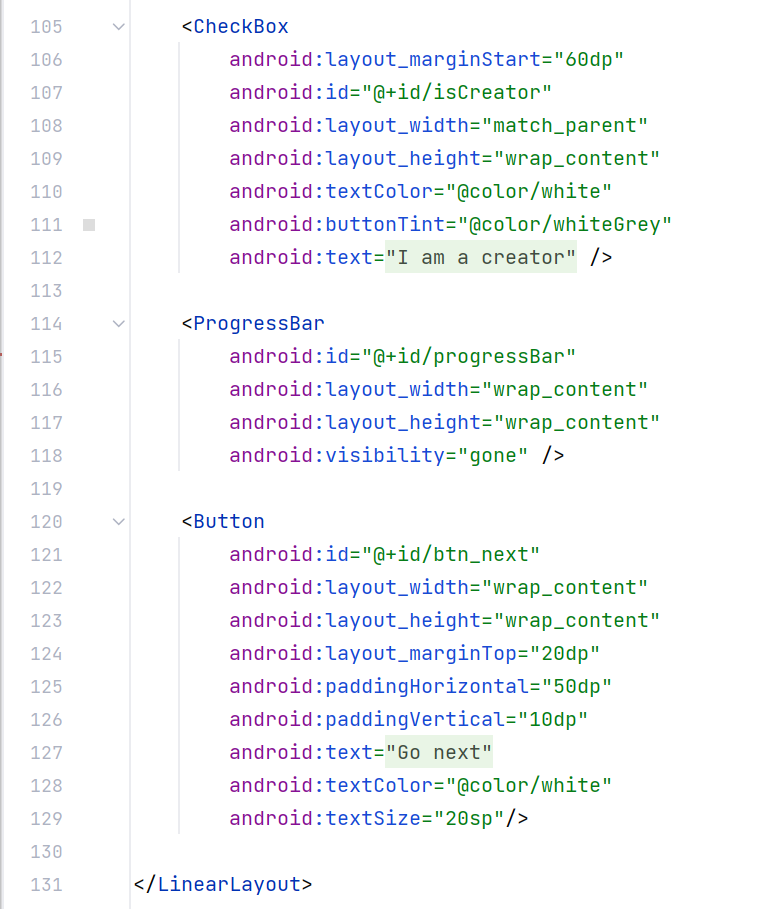 105 <CheckBox
106 android:layout_marginStart="60dp"
107 android:id="@+id/isCreator"
108 android:layout_width="match_parent"
109 android:layout_height="wrap_content"
110 android:textColor="@color/white"
111 android:buttonTint="@color/whiteGrey"
112 android:text="I am a creator" />
113
114 <ProgressBar
115 android:id="@+id/progressBar"
116 android:layout_width="wrap_content"
117 android:layout_height="wrap_content"
118 android:visibility="gone" />
119
120 <Button
121 android:id="@+id/btn_next"
122 android:layout_width="wrap_content"
123 android:layout_height="wrap_content"
124 android:layout_marginTop="20dp"
125 android:paddingHorizontal="50dp"
126 android:paddingVertical="10dp"
127 android:text="Go next"
128 android:textColor="@color/white"
129 android:textSize="20sp"/>
130
131 </LinearLayout>